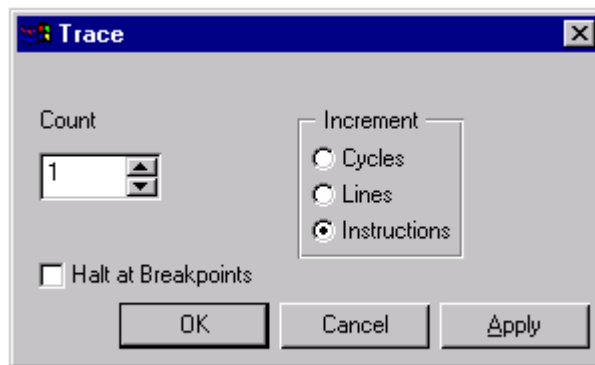 Trace
Count
Increment
1
Cycles
Lines
Instructions
Halt at Breakpoints
OK Cancel Apply